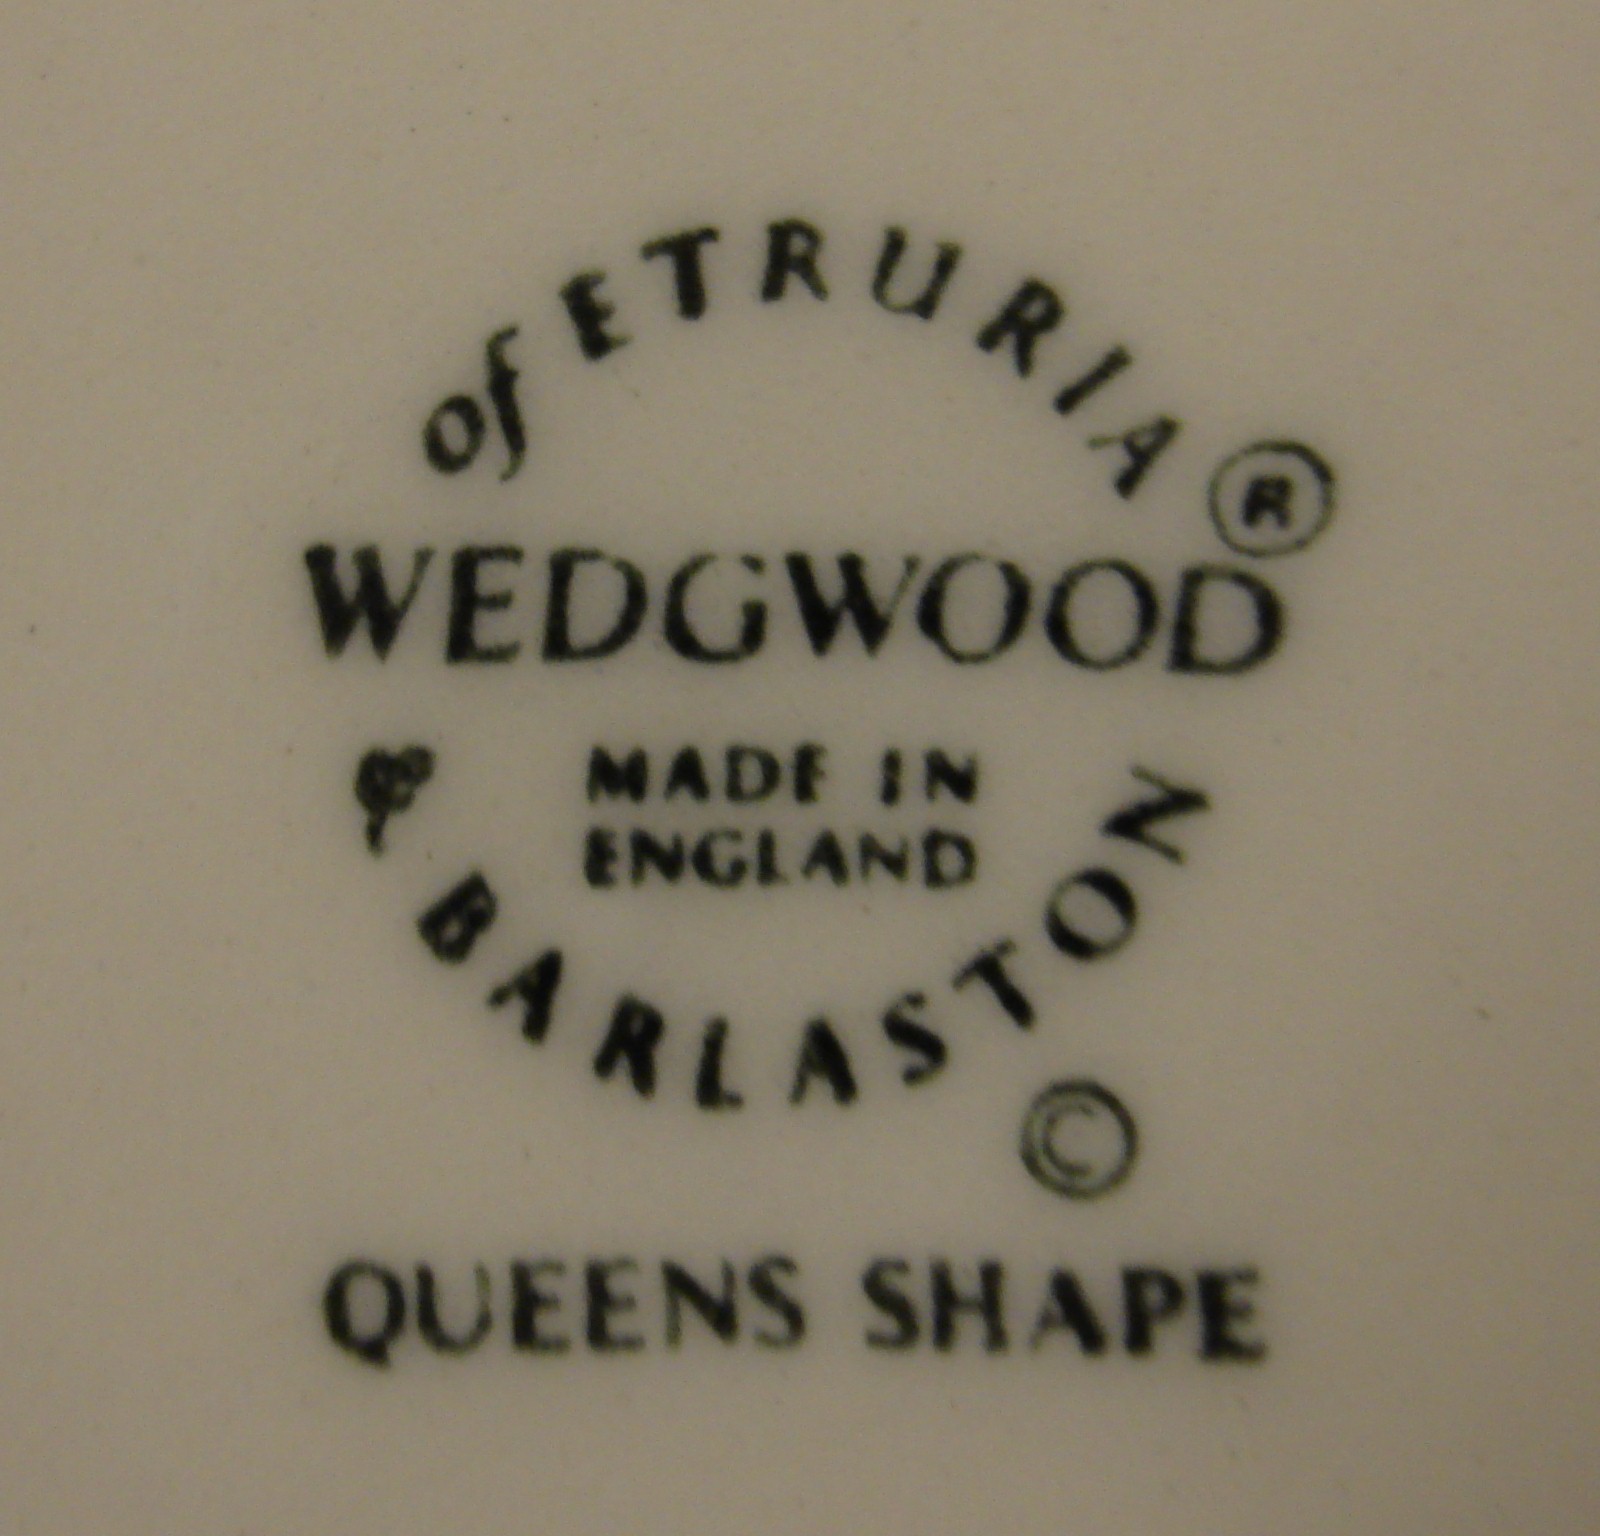 of ETRURIA ®
WEDGWOOD
MADE IN
ENGLAND
& BARLASTON
©
QUEENS SHAPE